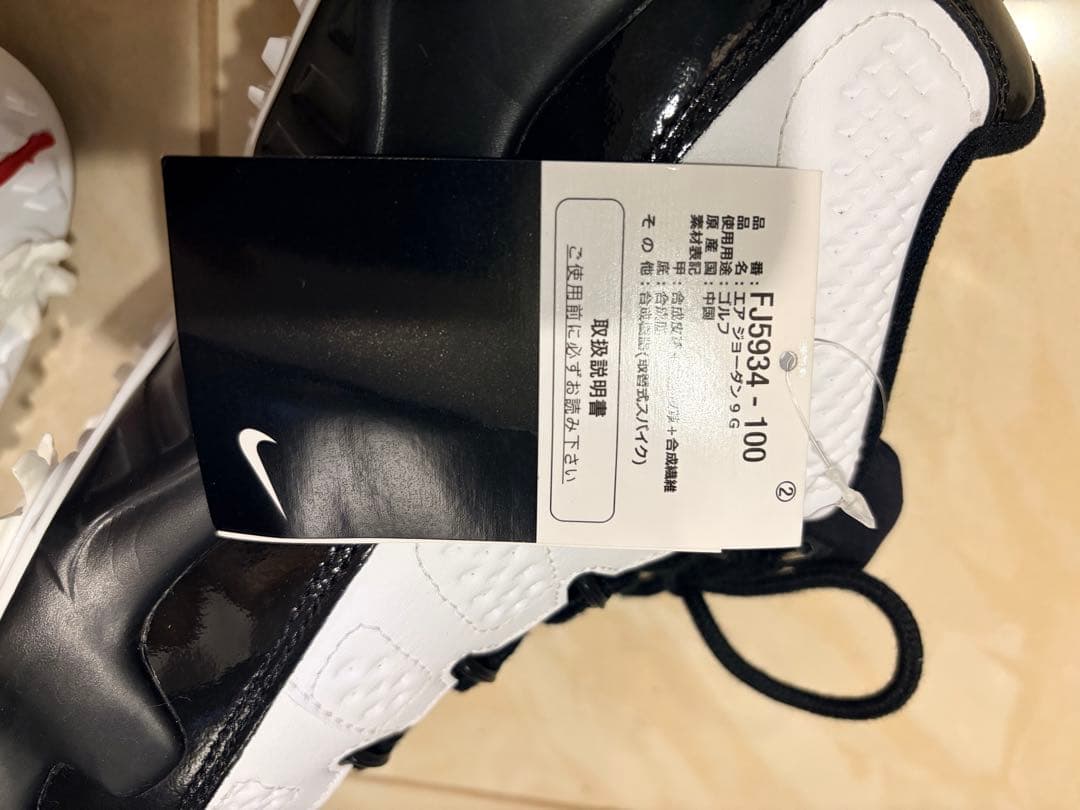 ②
品番：FJ5934 - 100
品名：エア ジョーダン 9 G
使用用途：ゴルフ
原産国：中国
素材表記
甲：合成皮革 + 合成繊維
底：合成
その他：合成樹脂(取替式スパイク)
取扱説明書
ご使用前に必ずお読み下さい